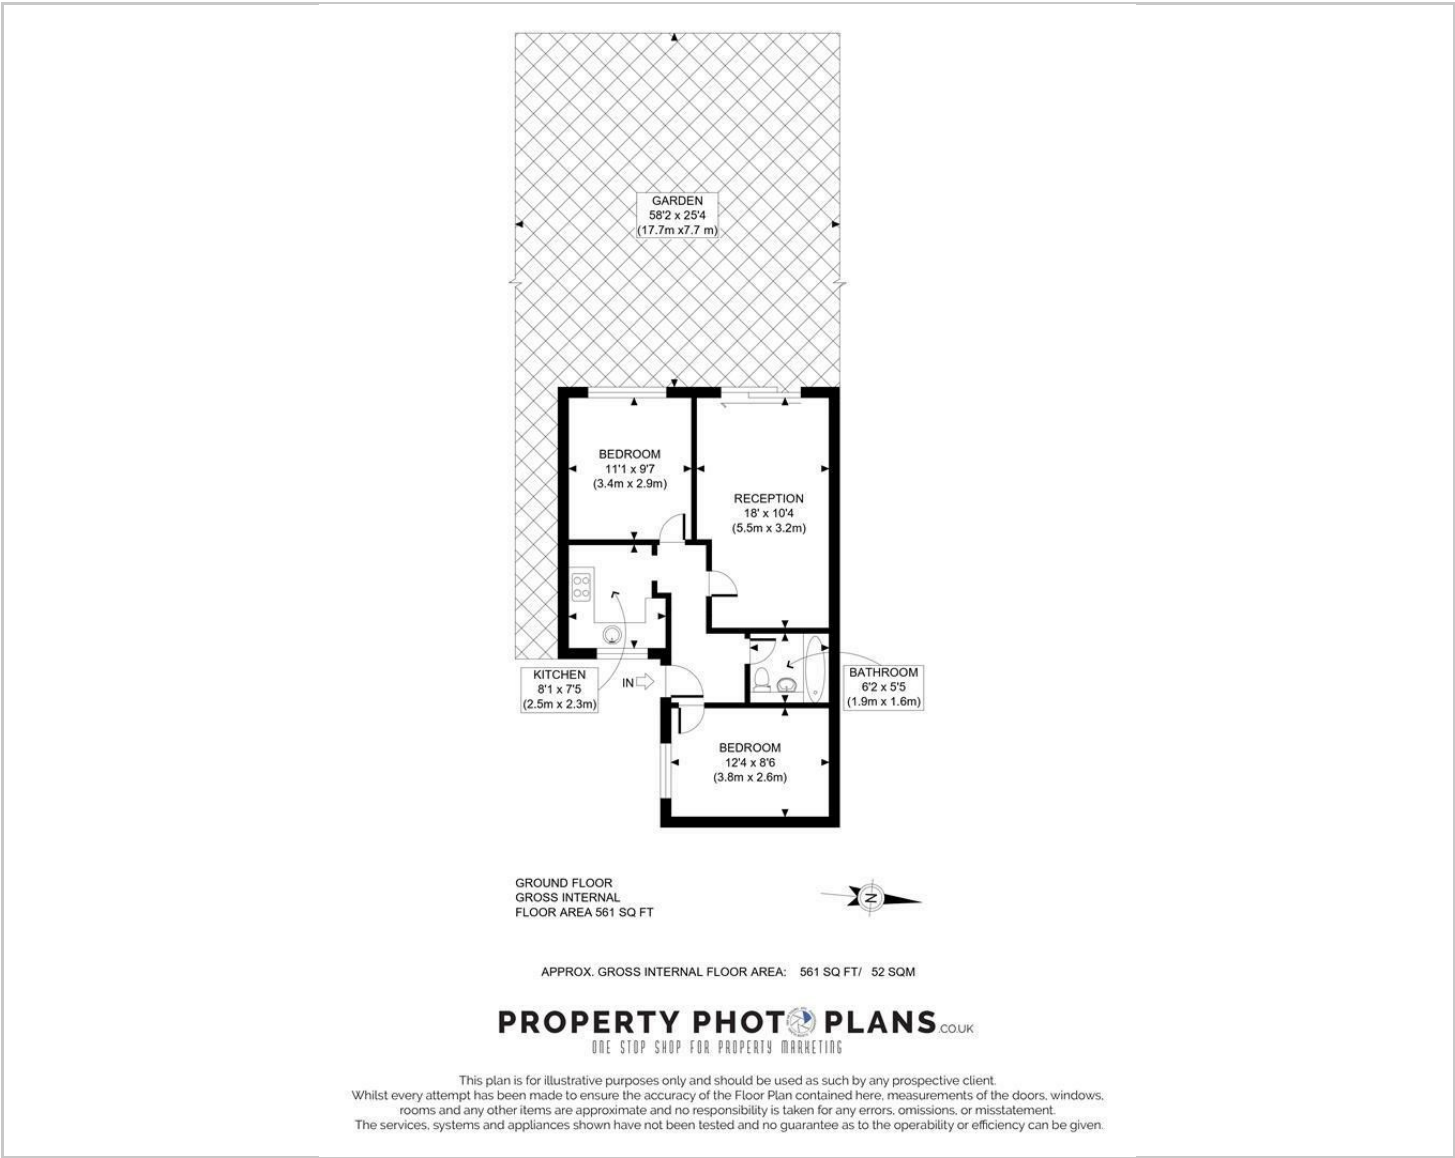 GARDEN
58'2 x 25'4
(17.7m x7.7 m)
BEDROOM
11'1 x 9'7
(3.4m x 2.9m)
RECEPTION
18' x 10'4
(5.5m x 3.2m)
KITCHEN
8'1 x 7'5
(2.5m x 2.3m)
IN
BATHROOM
6'2 x 5'5
(1.9m x 1.6m)
BEDROOM
12'4 x 8'6
(3.8m x 2.6m)
GROUND FLOOR
GROSS INTERNAL
FLOOR AREA 561 SQ FT
N
APPROX. GROSS INTERNAL FLOOR AREA: 561 SQ FT/ 52 SQM
PROPERTY PHOTO PLANS.CO.UK
ONE STOP SHOP FOR PROPERTY MARKETING
This plan is for illustrative purposes only and should be used as such by any prospective client.
Whilst every attempt has been made to ensure the accuracy of the Floor Plan contained here, measurements of the doors, windows,
rooms and any other items are approximate and no responsibility is taken for any errors, omissions, or misstatement.
The services, systems and appliances shown have not been tested and no guarantee as to the operability or efficiency can be given.